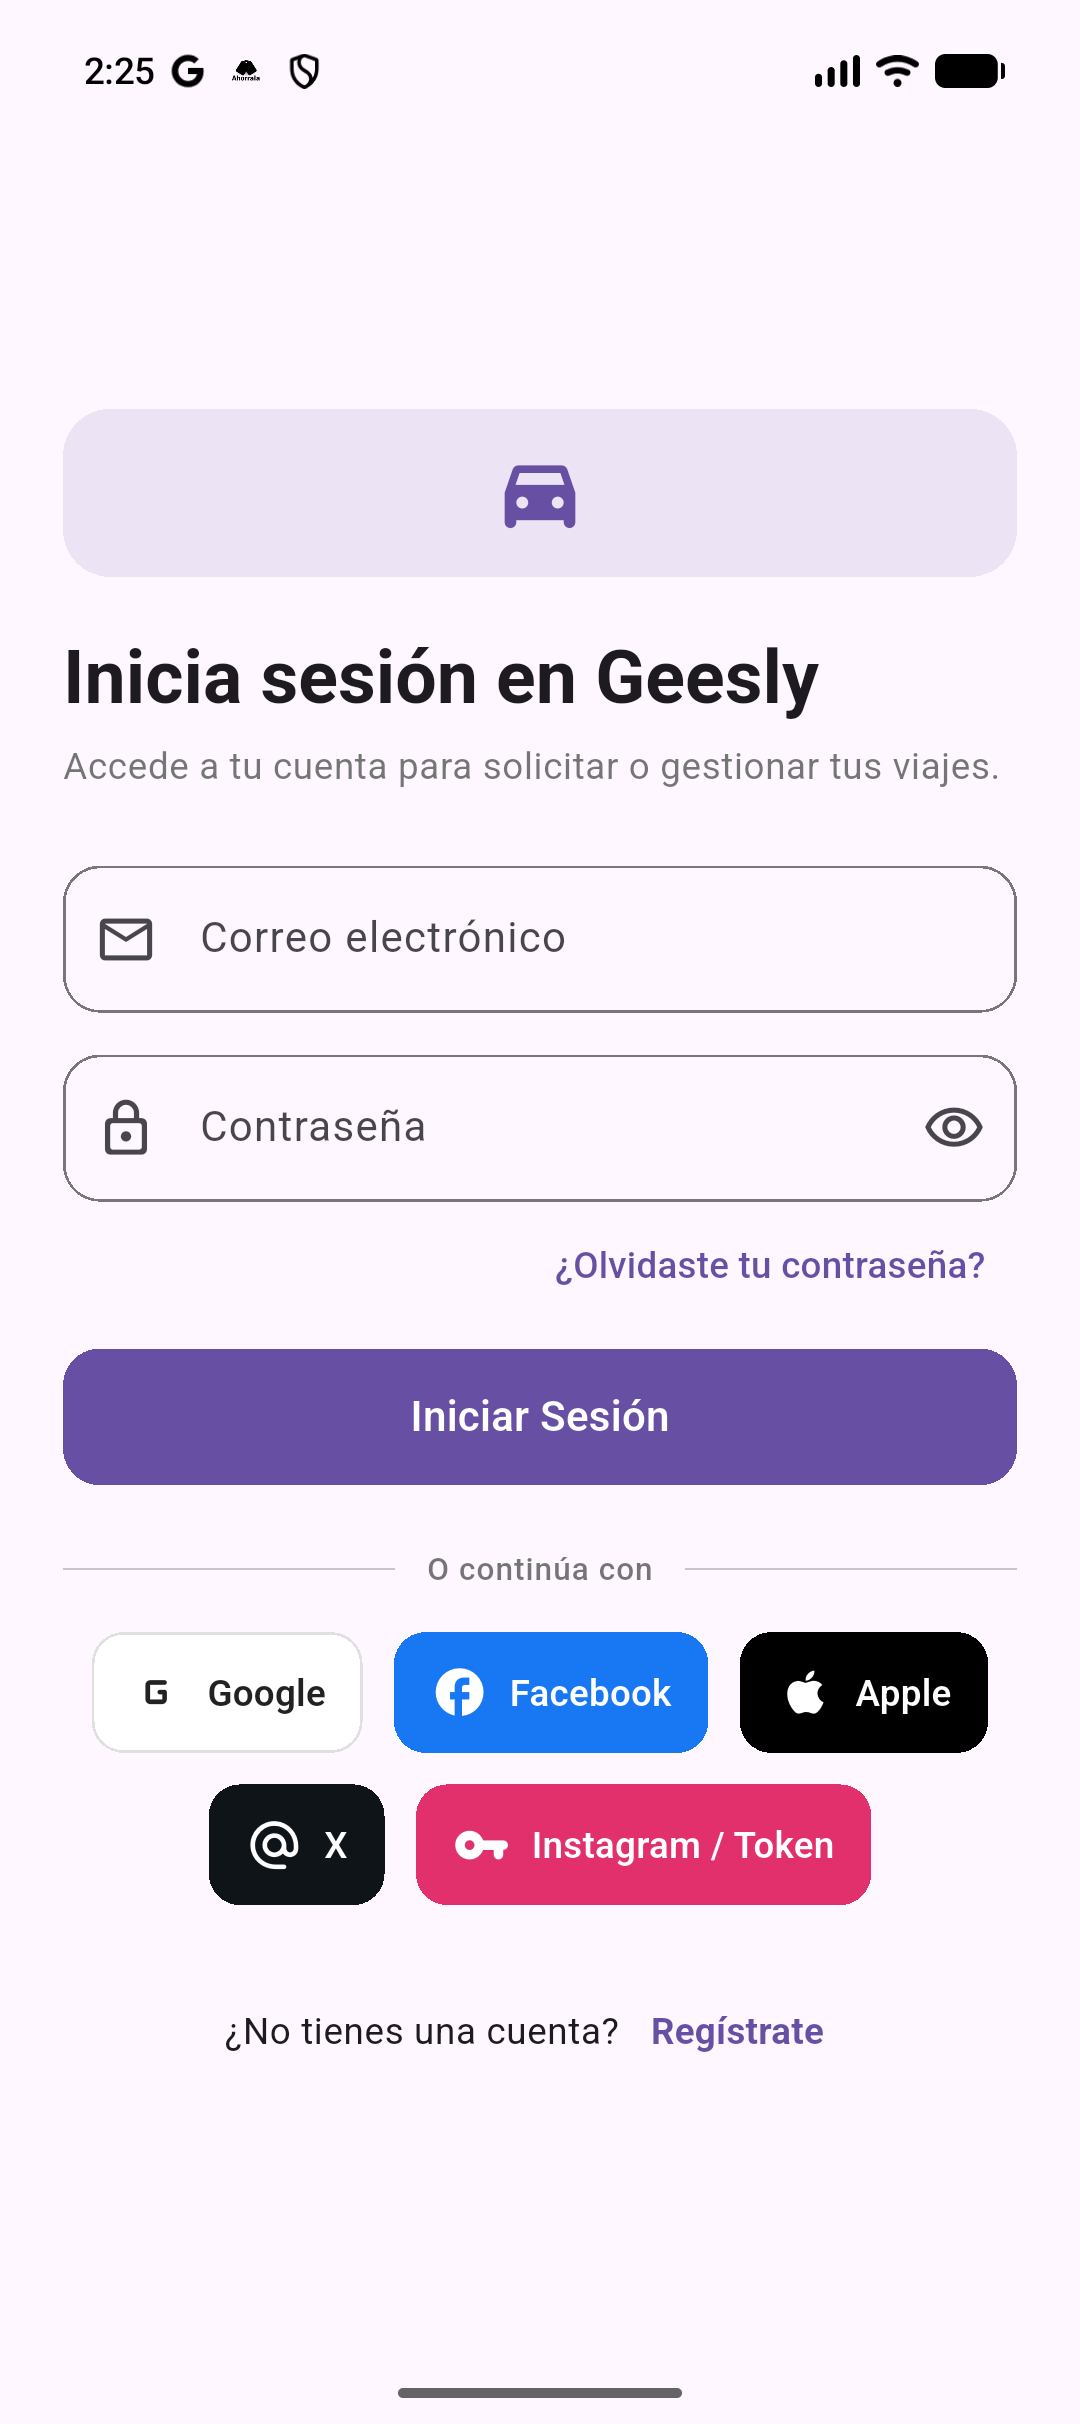 2:25
Ahorrala
Inicia sesión en Geesly
Accede a tu cuenta para solicitar o gestionar tus viajes.
Correo electrónico
Contraseña
¿Olvidaste tu contraseña?
Iniciar Sesión
O continúa con
G Google
Facebook
Apple
X
Instagram / Token
¿No tienes una cuenta? Regístrate